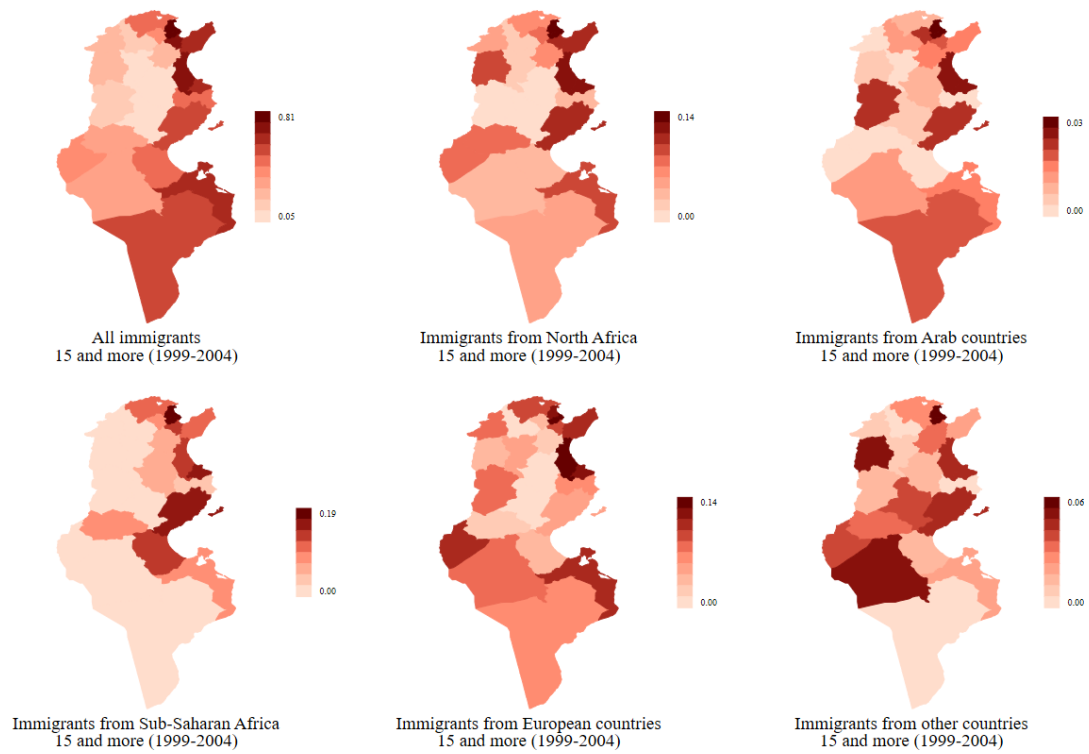 0.81
0.05
All immigrants
15 and more (1999-2004)
0.14
0.00
Immigrants from North Africa
15 and more (1999-2004)
0.03
0.00
Immigrants from Arab countries
15 and more (1999-2004)
0.19
0.00
Immigrants from Sub-Saharan Africa
15 and more (1999-2004)
0.14
0.00
Immigrants from European countries
15 and more (1999-2004)
0.06
0.00
Immigrants from other countries
15 and more (1999-2004)